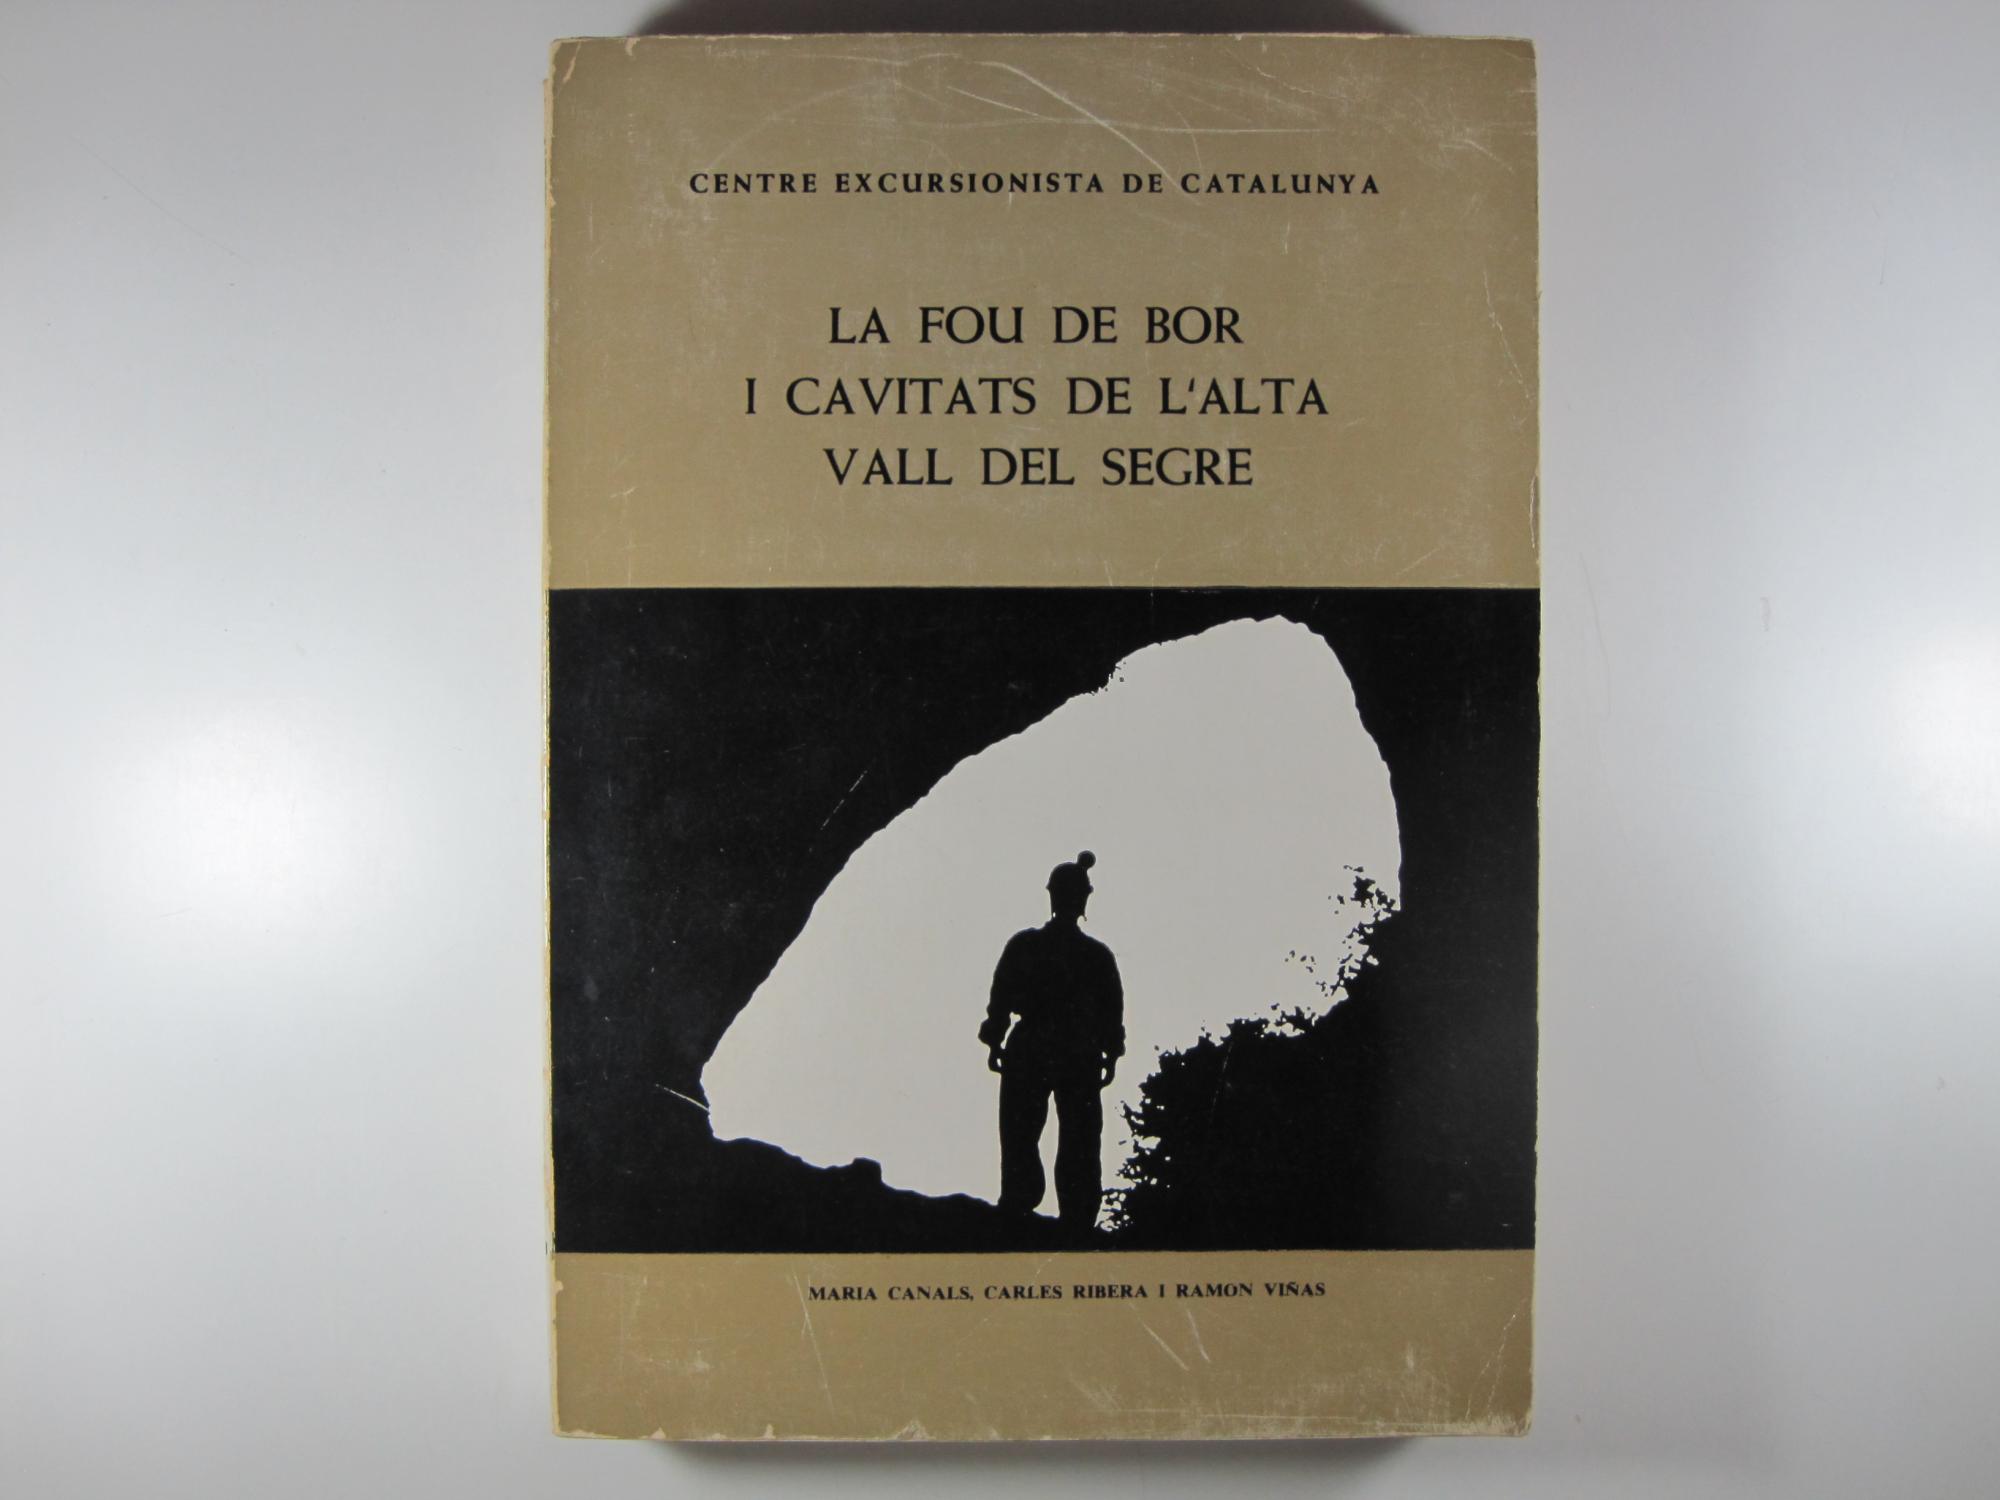 CENTRE EXCURSIONISTA DE CATALUNYA
LA FOU DE BOR
I CAVITATS DE L'ALTA
VALL DEL SEGRE
MARIA CANALS, CARLES RIBERA I RAMON VIÑAS